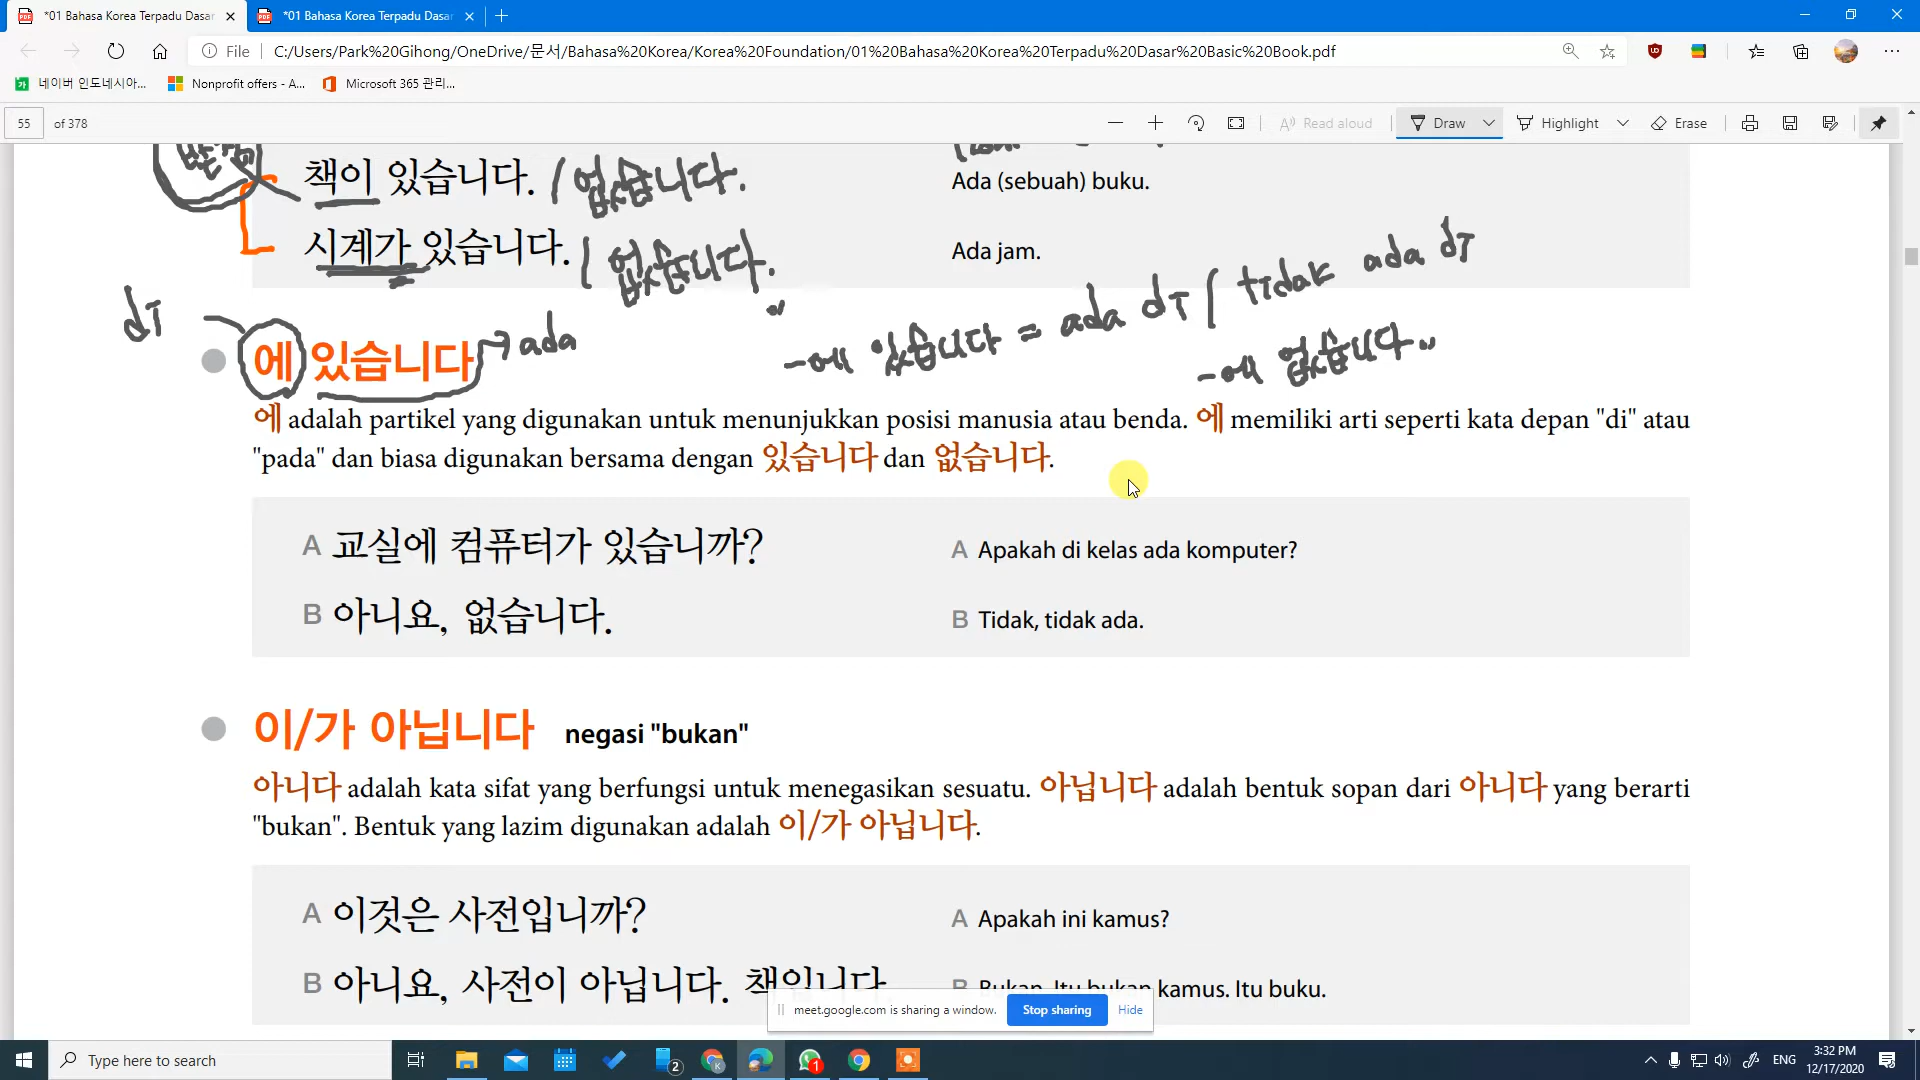 *01 Bahasa Korea Terpadu Dasar
*01 Bahasa Korea Terpadu Dasar
File C:/Users/Park%20Gihong/OneDrive/문서/Bahasa%20Korea/Korea%20Foundation/01%20Bahasa%20Korea%20Terpadu%20Dasar%20Basic%20Book.pdf
네이버 인도네시아... Nonprofit offers - A... Microsoft 365 관리...
55 of 378 Read aloud Draw Highlight Erase
책이 있습니다. / 없습니다. Ada (sebuah) buku.
시계가 있습니다. / 없습니다. Ada jam.
di
-에 있습니다 = ada di / tidak ada di
-에 없습니다.
에 있습니다 → ada
에 adalah partikel yang digunakan untuk menunjukkan posisi manusia atau benda. 에 memiliki arti seperti kata depan "di" atau
"pada" dan biasa digunakan bersama dengan 있습니다 dan 없습니다.
A 교실에 컴퓨터가 있습니까? A Apakah di kelas ada komputer?
B 아니요, 없습니다. B Tidak, tidak ada.
이/가 아닙니다 negasi "bukan"
아니다 adalah kata sifat yang berfungsi untuk menegasikan sesuatu. 아닙니다 adalah bentuk sopan dari 아니다 yang berarti
"bukan". Bentuk yang lazim digunakan adalah 이/가 아닙니다.
A 이것은 사전입니까? A Apakah ini kamus?
B 아니요, 사전이 아닙니다. 책입니다. B Bukan. Itu bukan kamus. Itu buku.
meet.google.com is sharing a window. Stop sharing Hide
Type here to search 2 1 ENG 3:32 PM
12/17/2020